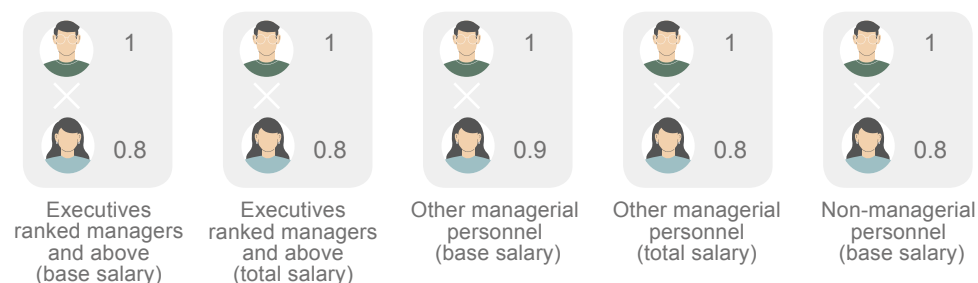 1
0.8
Executives
ranked managers
and above
(base salary)
1
0.8
Executives
ranked managers
and above
(total salary)
1
0.9
Other managerial
personnel
(base salary)
1
0.8
Other managerial
personnel
(total salary)
1
0.8
Non-managerial
personnel
(base salary)